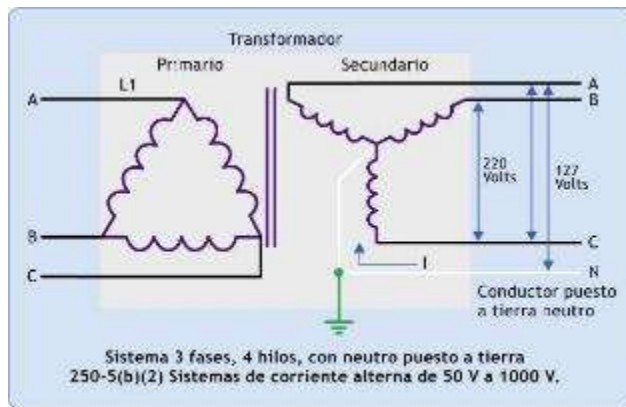 Transformador
Primario
Secundario
L1
A
B
C
A
B
220
Volts
127
Volts
C
I
N
Conductor puesto
a tierra neutro
Sistema 3 fases, 4 hilos, con neutro puesto a tierra
250-5(b)(2) Sistemas de corriente alterna de 50 V a 1000 V.